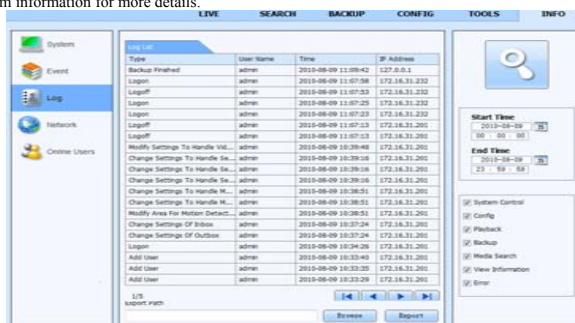 m information for more details.
LIVE SEARCH BACKUP CONFIG TOOLS INFO
System
Event
Log
Network
Online Users
Log List
Type User Name Time IP Address
Backup Finished admin 2010-08-09 11:09:42 127.0.0.1
Logon admin 2010-08-09 11:07:58 172.16.31.232
Logoff admin 2010-08-09 11:07:53 172.16.31.232
Logon admin 2010-08-09 11:07:25 172.16.31.232
Logon admin 2010-08-09 11:07:23 172.16.31.232
Logoff admin 2010-08-09 11:07:13 172.16.31.201
Logoff admin 2010-08-09 11:07:13 172.16.31.201
Modify Settings To Handle Vid... admin 2010-08-09 10:39:48 172.16.31.201
Change Settings To Handle Se... admin 2010-08-09 10:39:16 172.16.31.201
Change Settings To Handle Se... admin 2010-08-09 10:39:16 172.16.31.201
Change Settings To Handle Se... admin 2010-08-09 10:39:16 172.16.31.201
Change Settings To Handle M... admin 2010-08-09 10:38:51 172.16.31.201
Change Settings To Handle M... admin 2010-08-09 10:38:51 172.16.31.201
Modify Area For Motion Detect... admin 2010-08-09 10:38:51 172.16.31.201
Change Settings Of Inbox admin 2010-08-09 10:37:24 172.16.31.201
Change Settings Of Outbox admin 2010-08-09 10:37:24 172.16.31.201
Logon admin 2010-08-09 10:34:26 172.16.31.201
Add User admin 2010-08-09 10:33:40 172.16.31.201
Add User admin 2010-08-09 10:33:35 172.16.31.201
Add User admin 2010-08-09 10:33:29 172.16.31.201
1/5
Export Path
Browse Export
Start Time
2010-08-09
00 : 00 : 00
End Time
2010-08-09
23 : 59 : 59
System Control
Config
Playback
Backup
Media Search
View Information
Error